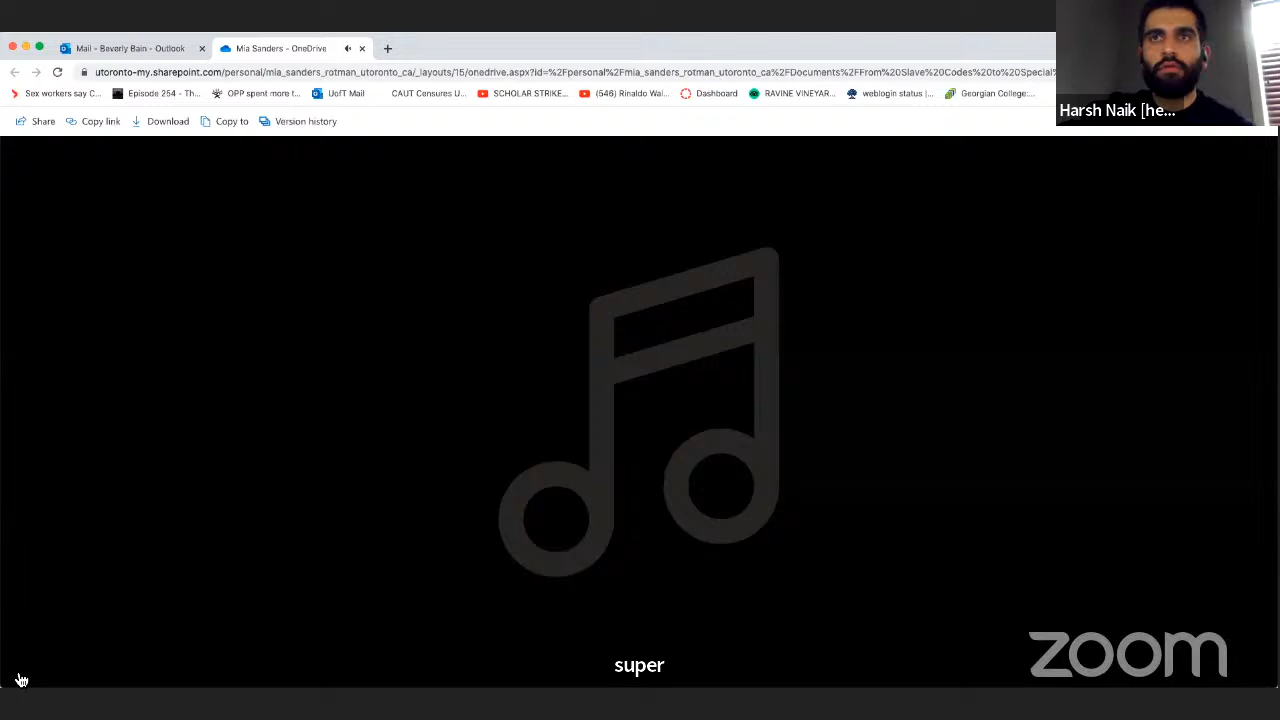 Mail - Beverly Bain - Outlook
Mia Sanders - OneDrive
utoronto-my.sharepoint.com/personal/mia_sanders_rotman_utoronto_ca/_layouts/15/onedrive.aspx?id=%2Fpersonal%2Fmia_sanders_rotman_utoronto_ca%2FDocuments%2FFrom%20Slave%20Codes%20to%20Special
Sex workers say C... Episode 254 - Th... OPP spent more t... UofT Mail CAUT Censures U... SCHOLAR STRIKE... (546) Rinaldo Wal... Dashboard RAVINE VINEYAR... weblogin status |... Georgian College:...
Harsh Naik [he...
Share Copy link Download Copy to Version history
super
zoom